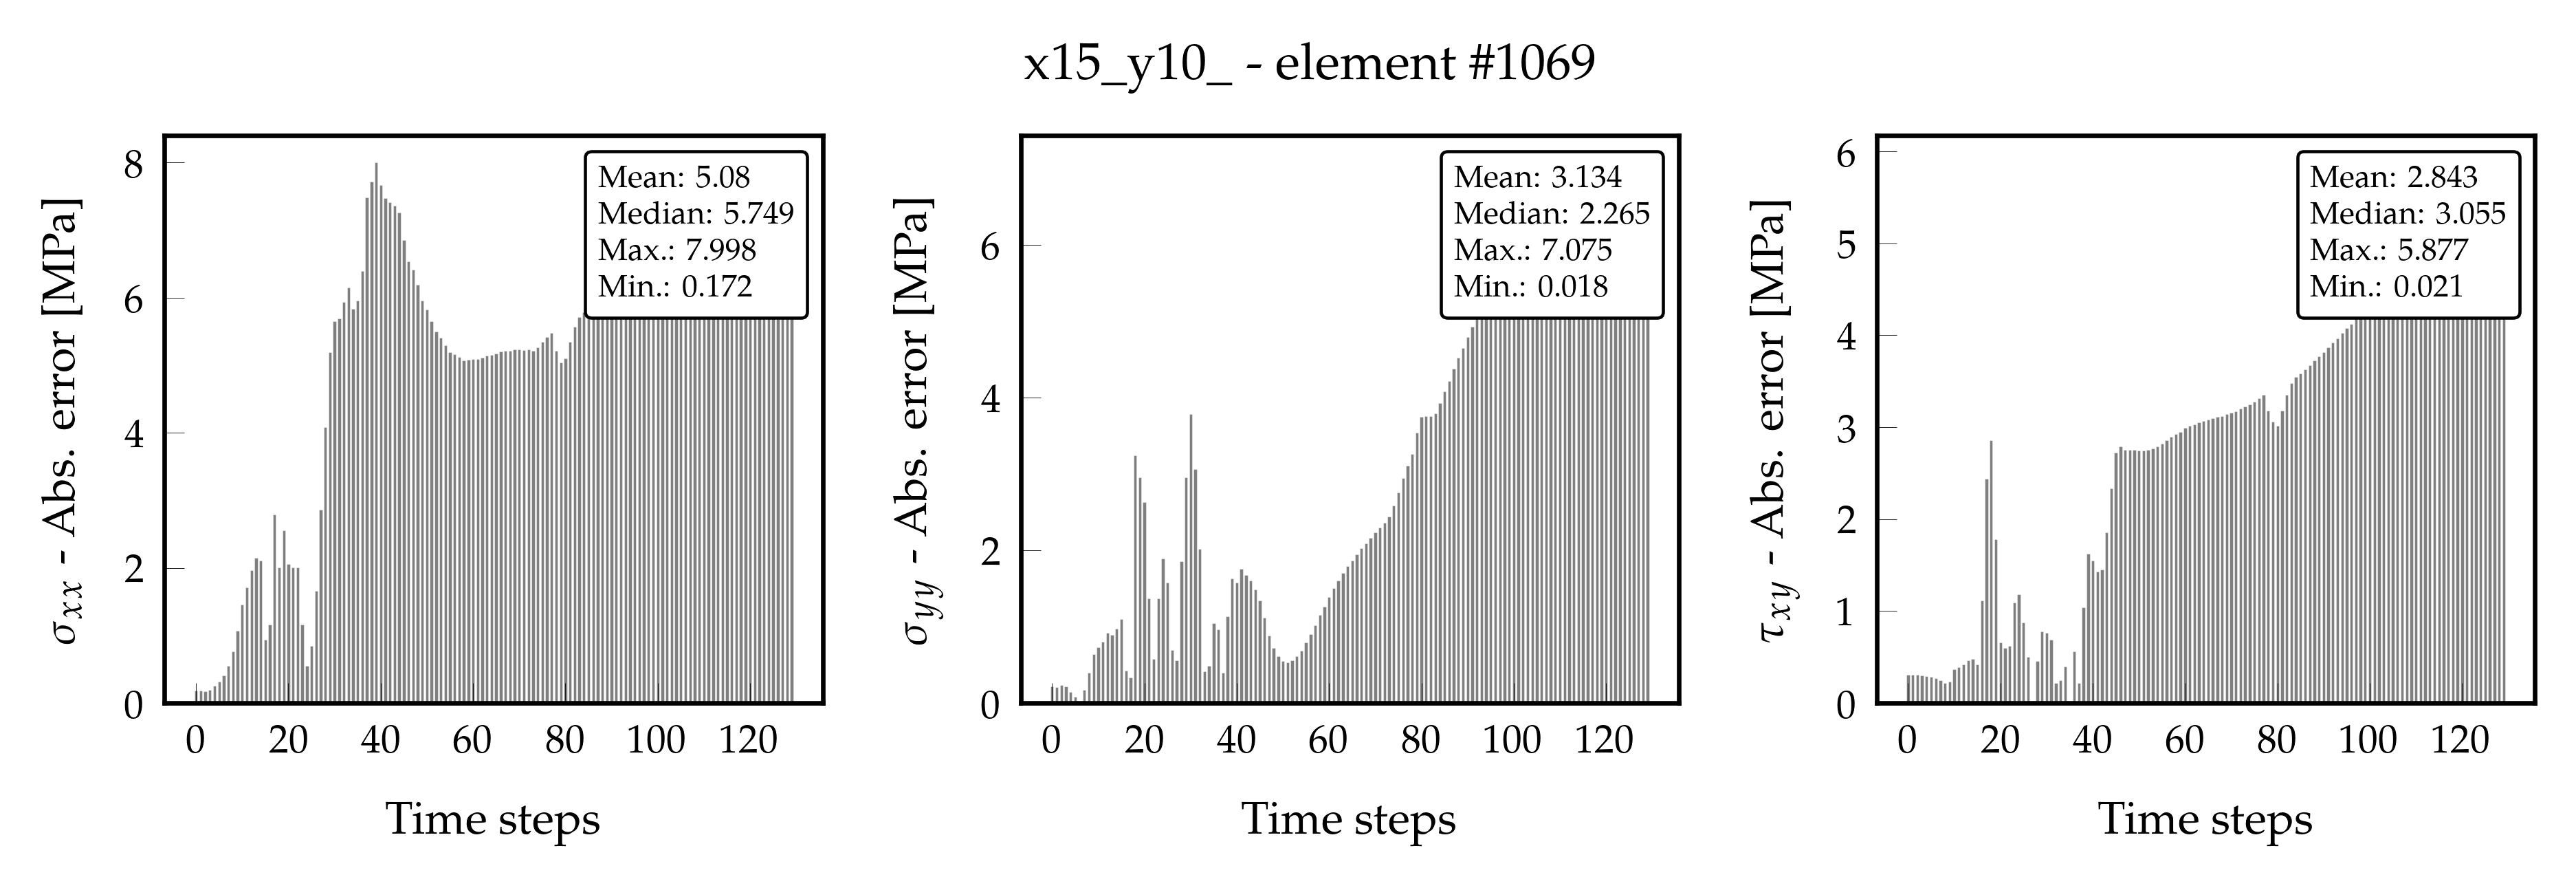 x15_y10_ - element #1069
σxx - Abs. error [MPa]
8
6
4
2
0
0 20 40 60 80 100 120
Time steps
Mean: 5.08
Median: 5.749
Max.: 7.998
Min.: 0.172
σyy - Abs. error [MPa]
6
4
2
0
0 20 40 60 80 100 120
Time steps
Mean: 3.134
Median: 2.265
Max.: 7.075
Min.: 0.018
τxy - Abs. error [MPa]
6
5
4
3
2
1
0
0 20 40 60 80 100 120
Time steps
Mean: 2.843
Median: 3.055
Max.: 5.877
Min.: 0.021